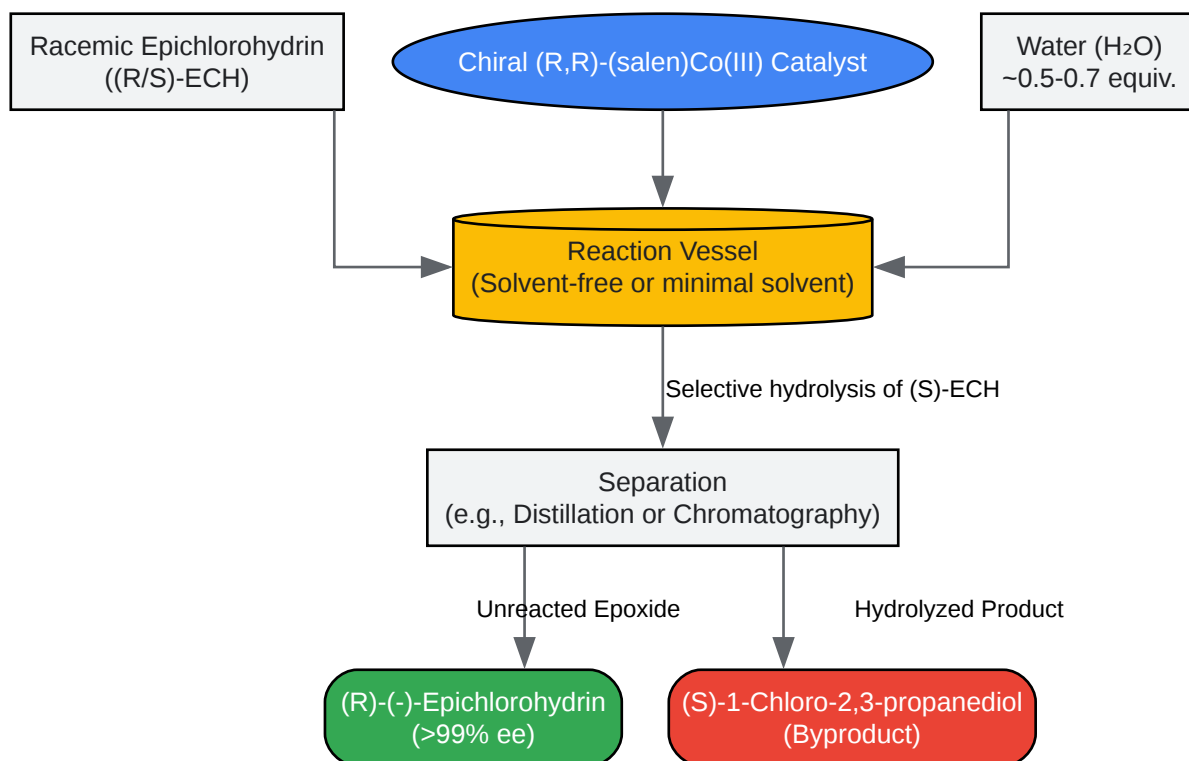 Racemic Epichlorohydrin
((R/S)-ECH)
Chiral (R,R)-(salen)Co(III) Catalyst
Water (H₂O)
~0.5-0.7 equiv.
Reaction Vessel
(Solvent-free or minimal solvent)
Selective hydrolysis of (S)-ECH
Separation
(e.g., Distillation or Chromatography)
Unreacted Epoxide
Hydrolyzed Product
(R)-(-)-Epichlorohydrin
(>99% ee)
(S)-1-Chloro-2,3-propanediol
(Byproduct)